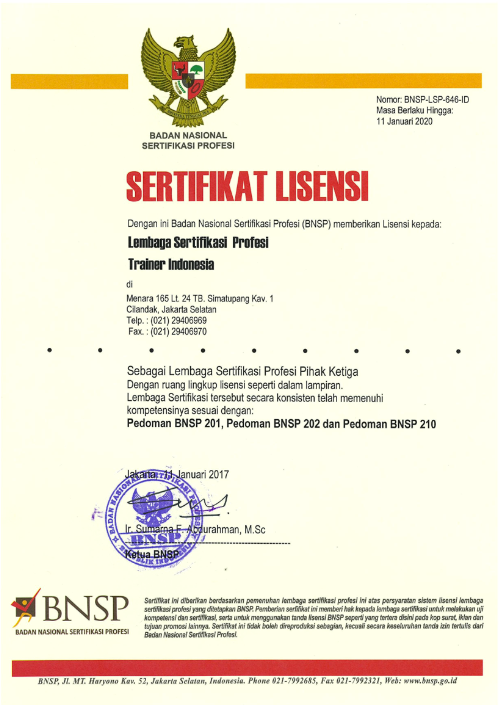 BADAN NASIONAL
SERTIFIKASI PROFESI
Nomor: BNSP-LSP-646-ID
Masa Berlaku Hingga:
11 Januari 2020
SERTIFIKAT LISENSI
Dengan ini Badan Nasional Sertifikasi Profesi (BNSP) memberikan Lisensi kepada:
Lembaga Sertifikasi Profesi
Trainer Indonesia
di
Menara 165 Lt. 24 TB. Simatupang Kav. 1
Cilandak, Jakarta Selatan
Telp. : (021) 29406969
Fax. : (021) 29406970
Sebagai Lembaga Sertifikasi Profesi Pihak Ketiga
Dengan ruang lingkup lisensi seperti dalam lampiran.
Lembaga Sertifikasi tersebut secara konsisten telah memenuhi
kompetensinya sesuai dengan:
Pedoman BNSP 201, Pedoman BNSP 202 dan Pedoman BNSP 210
Jakarta, 11 Januari 2017
BNSP
Ir. Sumarna F. Abdurahman, M.Sc
Ketua BNSP
BNSP
BADAN NASIONAL SERTIFIKASI PROFESI
Sertifikat ini diberikan berdasarkan pemenuhan lembaga sertifikasi profesi ini atas persyaratan sistem lisensi lembaga
sertifikasi profesi yang ditetapkan BNSP. Pemberian sertifikat ini memberi hak kepada lembaga sertifikasi untuk melakukan uji
kompetensi dan sertifikasi, serta untuk menggunakan tanda lisensi BNSP seperti yang tertera disini pada kop surat, iklan dan
tujuan promosi lainnya. Sertifikat ini tidak boleh direproduksi sebagian, kecuali secara keseluruhan tanda izin tertulis dari
Badan Nasional Sertifikasi Profesi.
BNSP, Jl. MT. Haryono Kav. 52, Jakarta Selatan, Indonesia. Phone 021-7992685, Fax 021-7992321, Web: www.bnsp.go.id